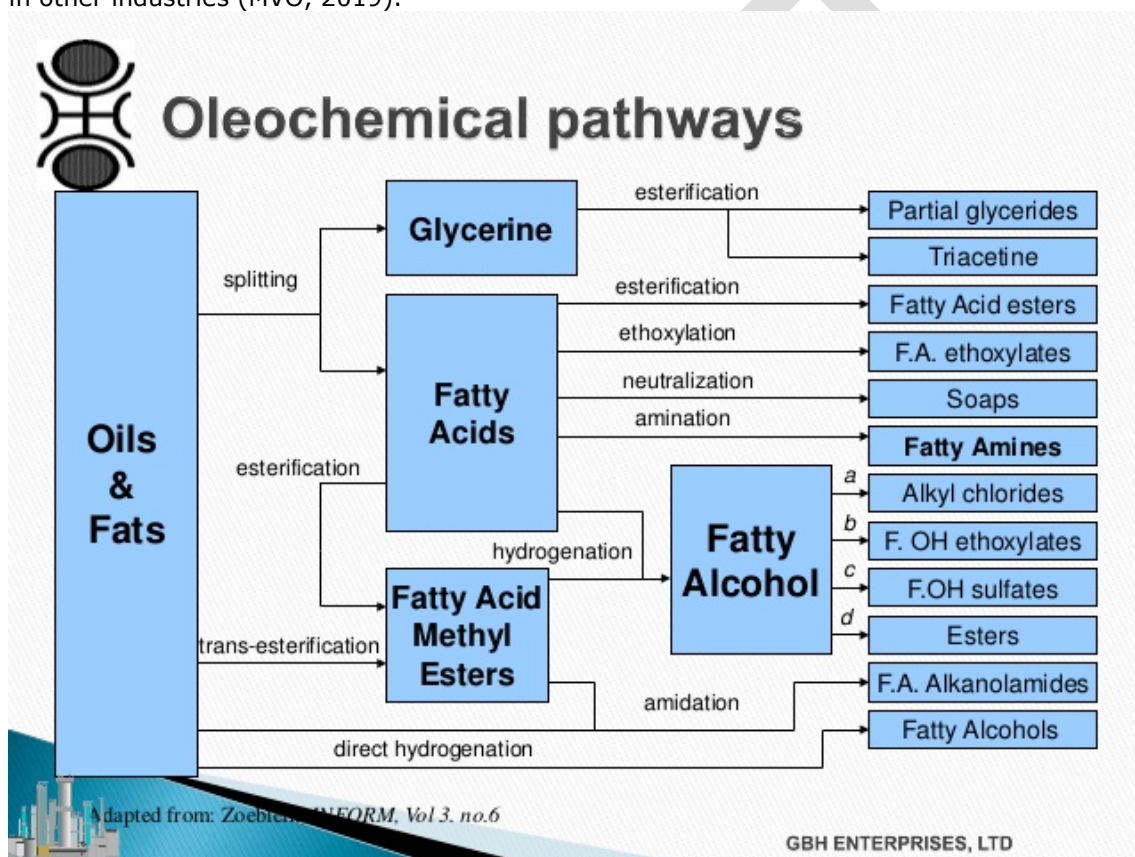 in other industries (MVO, 2019).
Oleochemical pathways
Oils
&
Fats
splitting
Glycerine
esterification
Partial glycerides
Triacetine
Fatty
Acids
esterification
Fatty Acid esters
ethoxylation
F.A. ethoxylates
neutralization
Soaps
amination
Fatty Amines
esterification
hydrogenation
Fatty
Alcohol
a
Alkyl chlorides
b
F. OH ethoxylates
c
F.OH sulfates
d
Esters
Fatty Acid
Methyl
Esters
trans-esterification
amidation
F.A. Alkanolamides
direct hydrogenation
Fatty Alcohols
Adapted from: INFORM, Vol 3. no.6
GBH ENTERPRISES, LTD